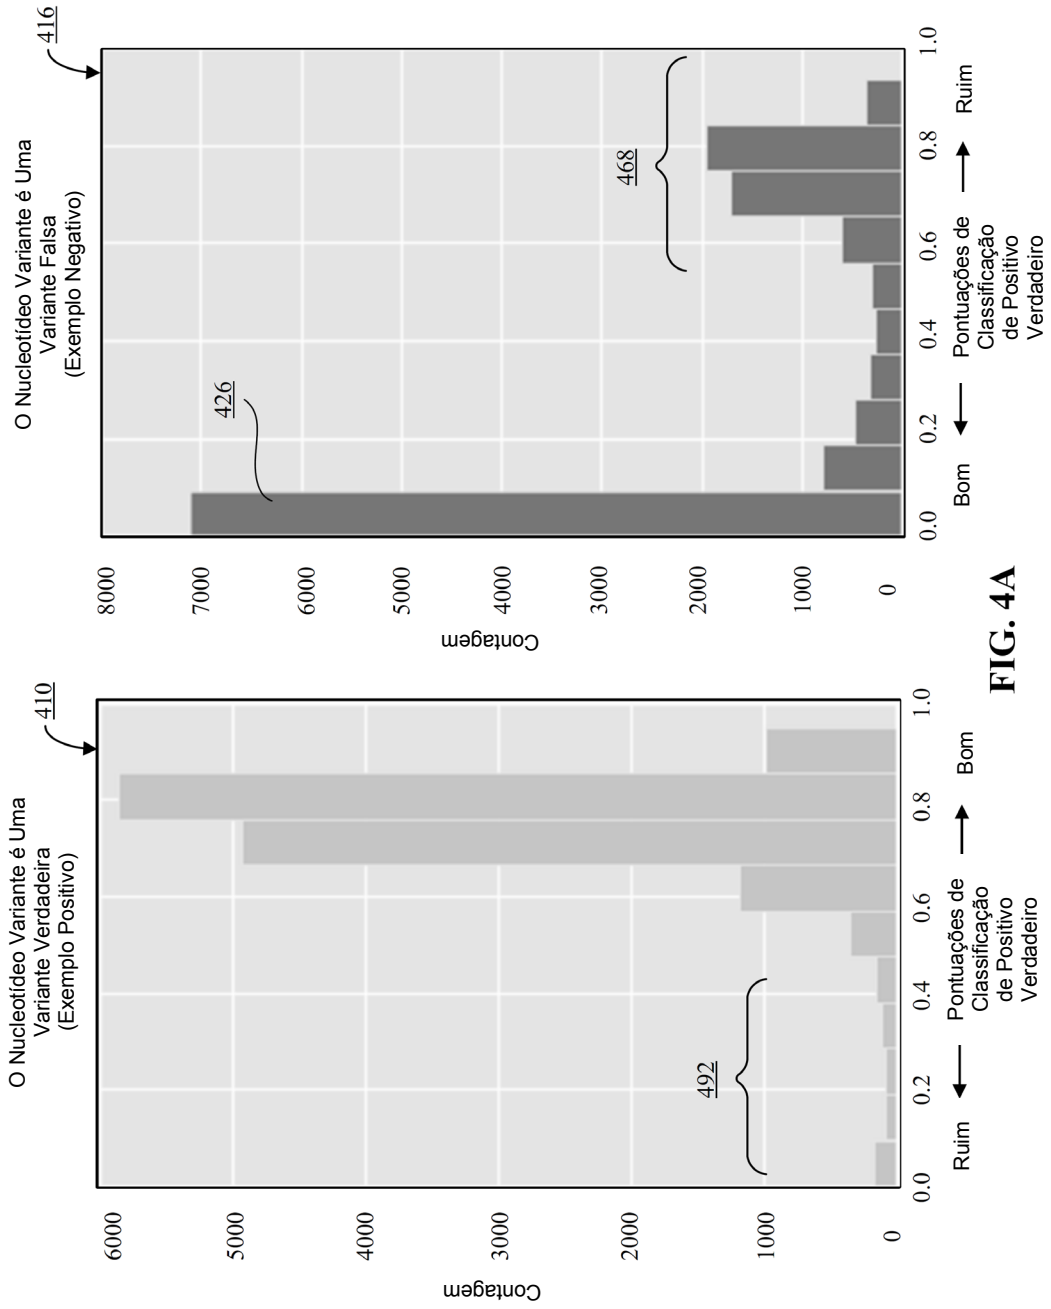 O Nucleotídeo Variante é Uma
Variante Verdadeira
(Exemplo Positivo)
410
Contagem
6000
5000
4000
3000
2000
1000
0
492
0.0
0.2
0.4
0.6
0.8
1.0
Ruim
Pontuações de
Classificação
de Positivo
Verdadeiro
Bom
O Nucleotídeo Variante é Uma
Variante Falsa
(Exemplo Negativo)
416
Contagem
8000
7000
6000
5000
4000
3000
2000
1000
0
426
468
0.0
0.2
0.4
0.6
0.8
1.0
Bom
Pontuações de
Classificação
de Positivo
Verdadeiro
Ruim
FIG. 4A